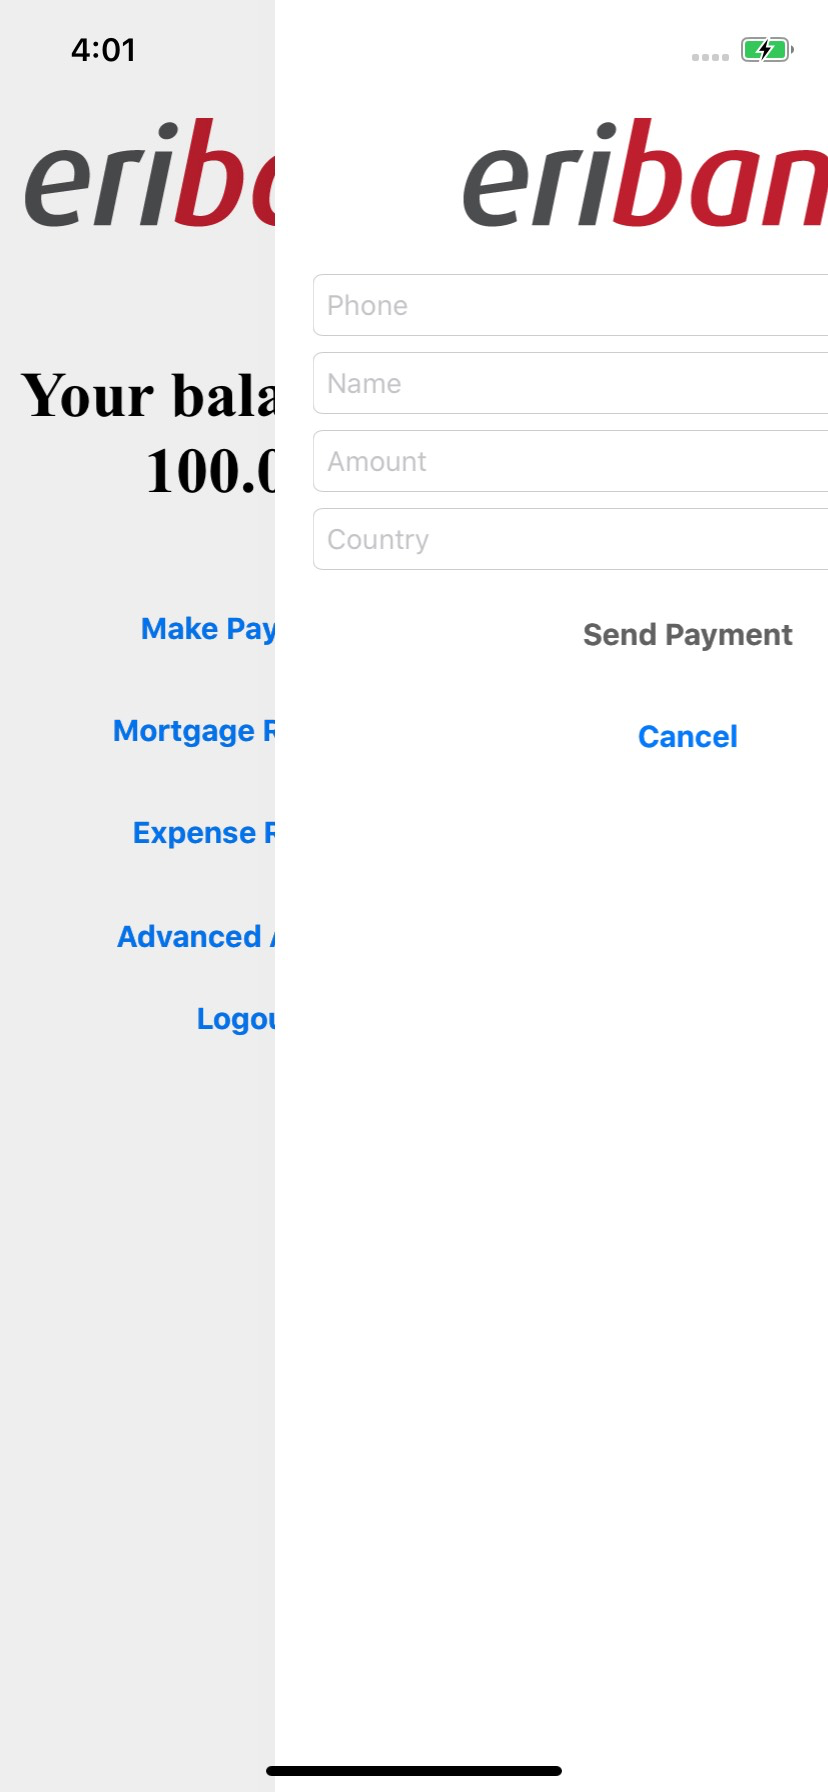 4:01
eriba
Your bala
100.0
Make Pay
Mortgage R
Expense R
Advanced A
Logou
eriban
Phone
Name
Amount
Country
Send Payment
Cancel